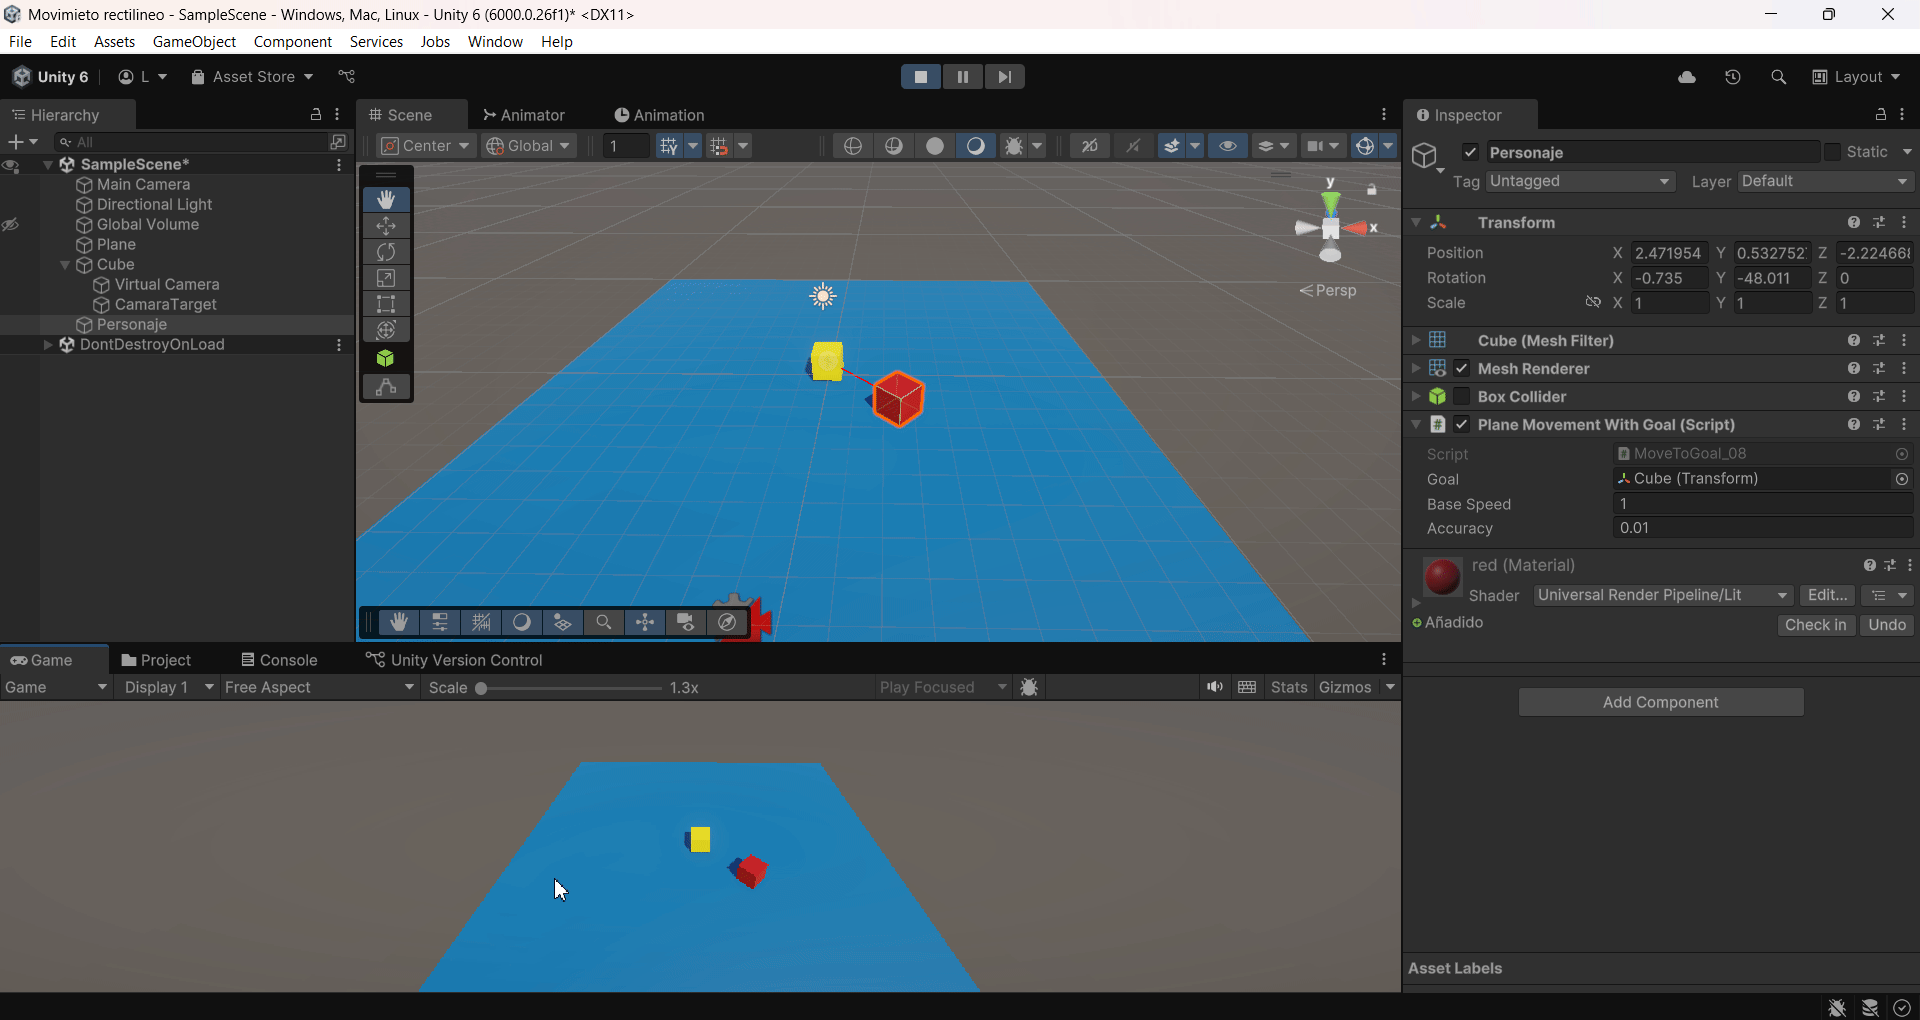 Movimieto rectilineo - SampleScene - Windows, Mac, Linux - Unity 6 (6000.0.26f1)* <DX11>
File Edit Assets GameObject Component Services Jobs Window Help
Unity 6 L Asset Store Layout
Hierarchy
All
SampleScene*
Main Camera
Directional Light
Global Volume
Plane
Cube
Virtual Camera
CamaraTarget
Personaje
DontDestroyOnLoad
Scene Animator Animation
Center Global 1 2D
y
x
Persp
Game Project Console Unity Version Control
Game Display 1 Free Aspect Scale 1.3x Play Focused Stats Gizmos
Inspector
Personaje Static
Tag Untagged Layer Default
Transform
Position X 2.471954 Y 0.532752 Z -2.22466
Rotation X -0.735 Y -48.011 Z 0
Scale X 1 Y 1 Z 1
Cube (Mesh Filter)
Mesh Renderer
Box Collider
# Plane Movement With Goal (Script)
Script MoveToGoal_08
Goal Cube (Transform)
Base Speed 1
Accuracy 0.01
red (Material)
Shader Universal Render Pipeline/Lit Edit...
Añadido
Check in Undo
Add Component
Asset Labels